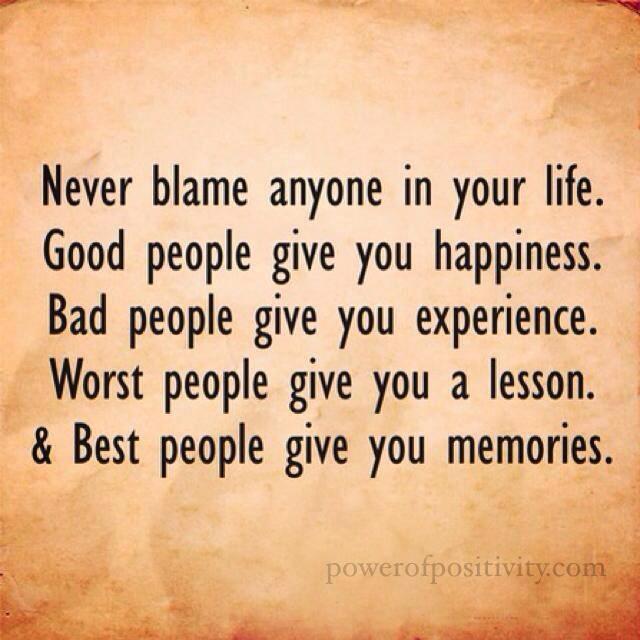 Never blame anyone in your life.
Good people give you happiness.
Bad people give you experience.
Worst people give you a lesson.
& Best people give you memories.
powerofpositivity.com